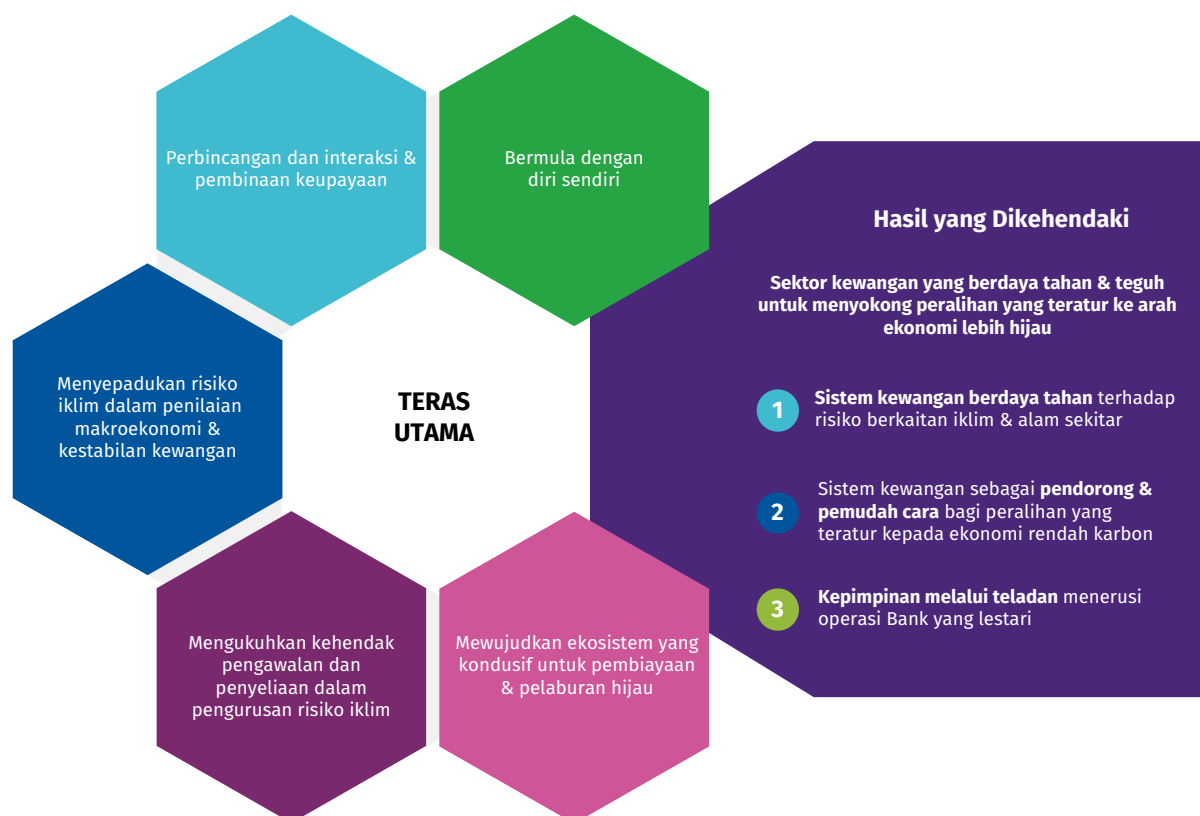 Perbincangan dan interaksi &
pembinaan keupayaan
Bermula dengan
diri sendiri
Menyepadukan risiko
iklim dalam penilaian
makroekonomi &
kestabilan kewangan
TERAS
UTAMA
Mengukuhkan kehendak
pengawalan dan
penyeliaan dalam
pengurusan risiko iklim
Mewujudkan ekosistem yang
kondusif untuk pembiayaan
& pelaburan hijau
Hasil yang Dikehendaki
Sektor kewangan yang berdaya tahan & teguh
untuk menyokong peralihan yang teratur ke arah
ekonomi lebih hijau
1
Sistem kewangan berdaya tahan terhadap
risiko berkaitan iklim & alam sekitar
2
Sistem kewangan sebagai pendorong &
pemudah cara bagi peralihan yang
teratur kepada ekonomi rendah karbon
3
Kepimpinan melalui teladan menerusi
operasi Bank yang lestari